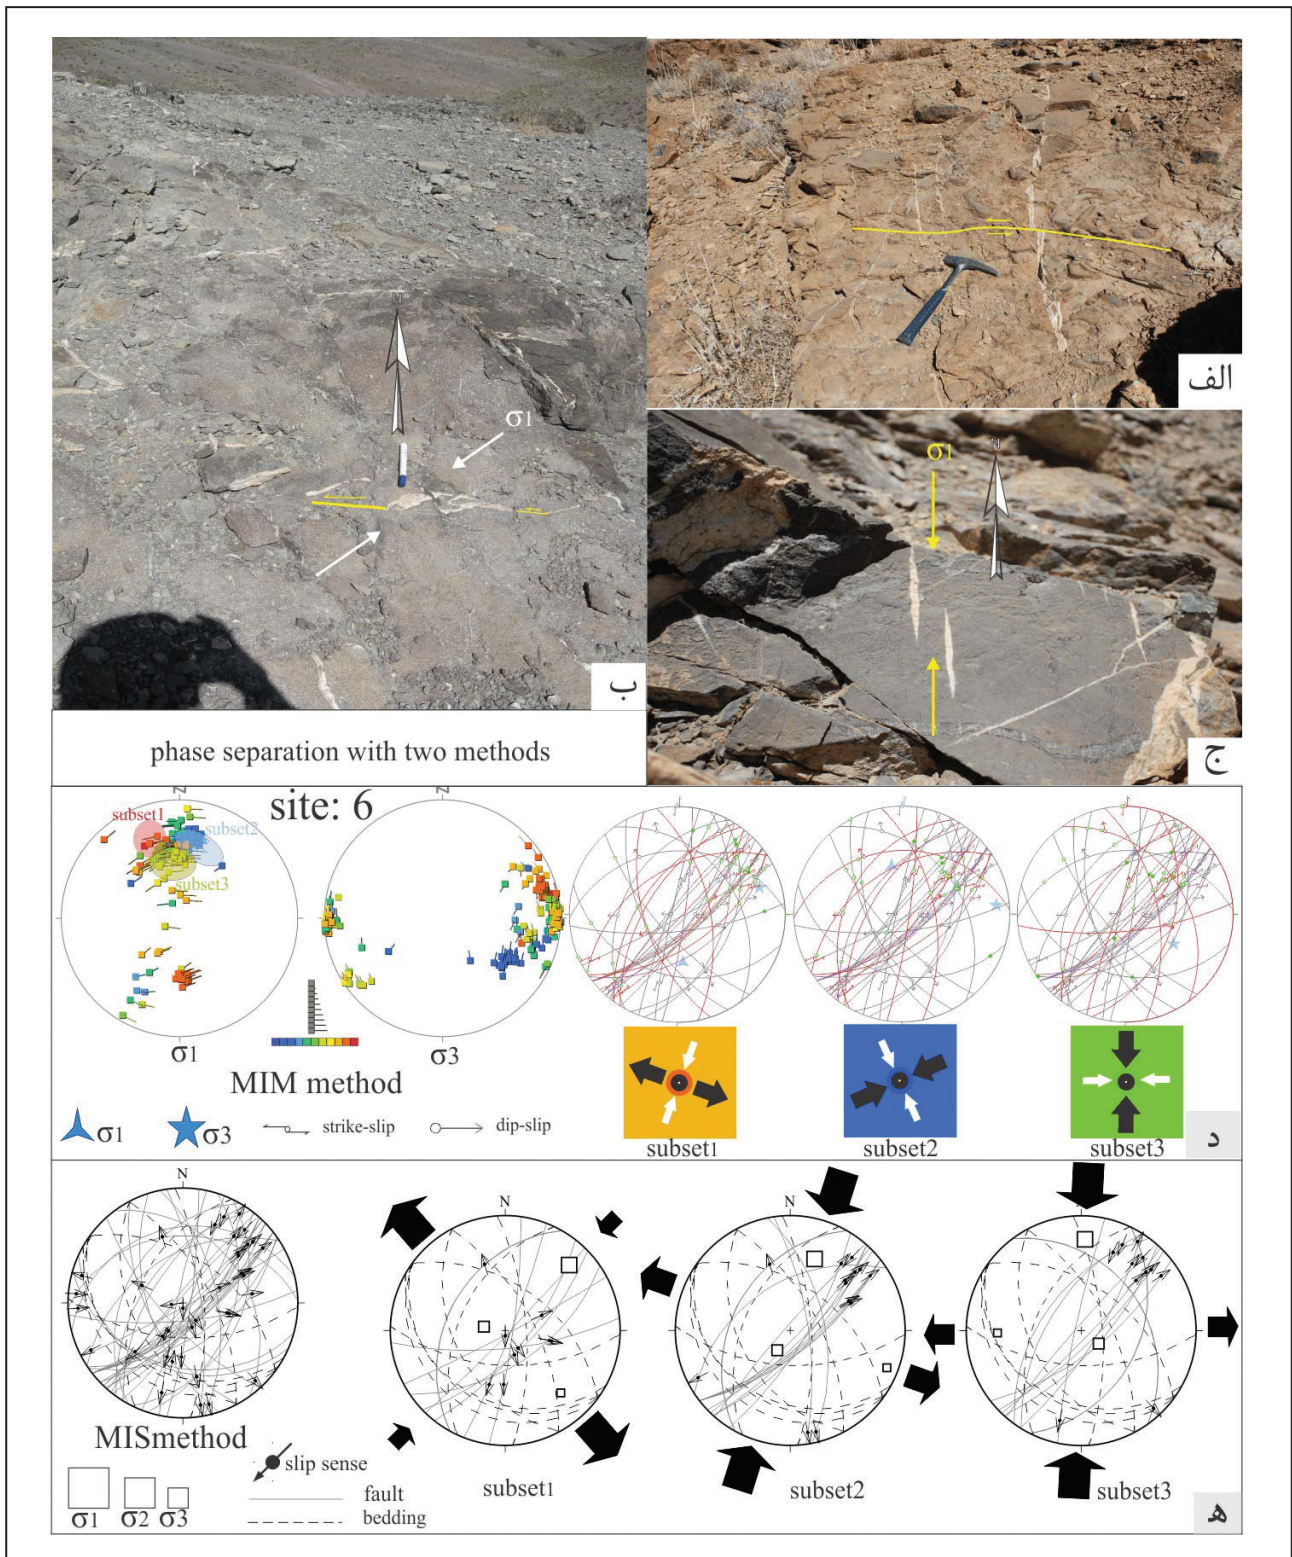 الف
N
σ1
ب
σ1
N
ج
phase separation with two methods
site: 6
N
N
subset1
subset2
subset3
σ1
σ3
MIM method
σ1
σ3
strike-slip
dip-slip
subset1
subset2
subset3
د
N
N
N
N
MISmethod
slip sense
fault
bedding
σ1
σ2
σ3
subset1
subset2
subset3
ه